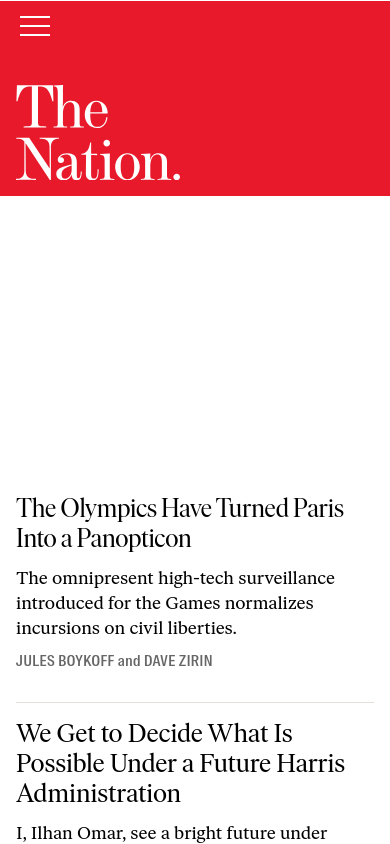 The
Nation.
The Olympics Have Turned Paris
Into a Panopticon
The omnipresent high-tech surveillance
introduced for the Games normalizes
incursions on civil liberties.
JULES BOYKOFF and DAVE ZIRIN
We Get to Decide What Is
Possible Under a Future Harris
Administration
I, Ilhan Omar, see a bright future under